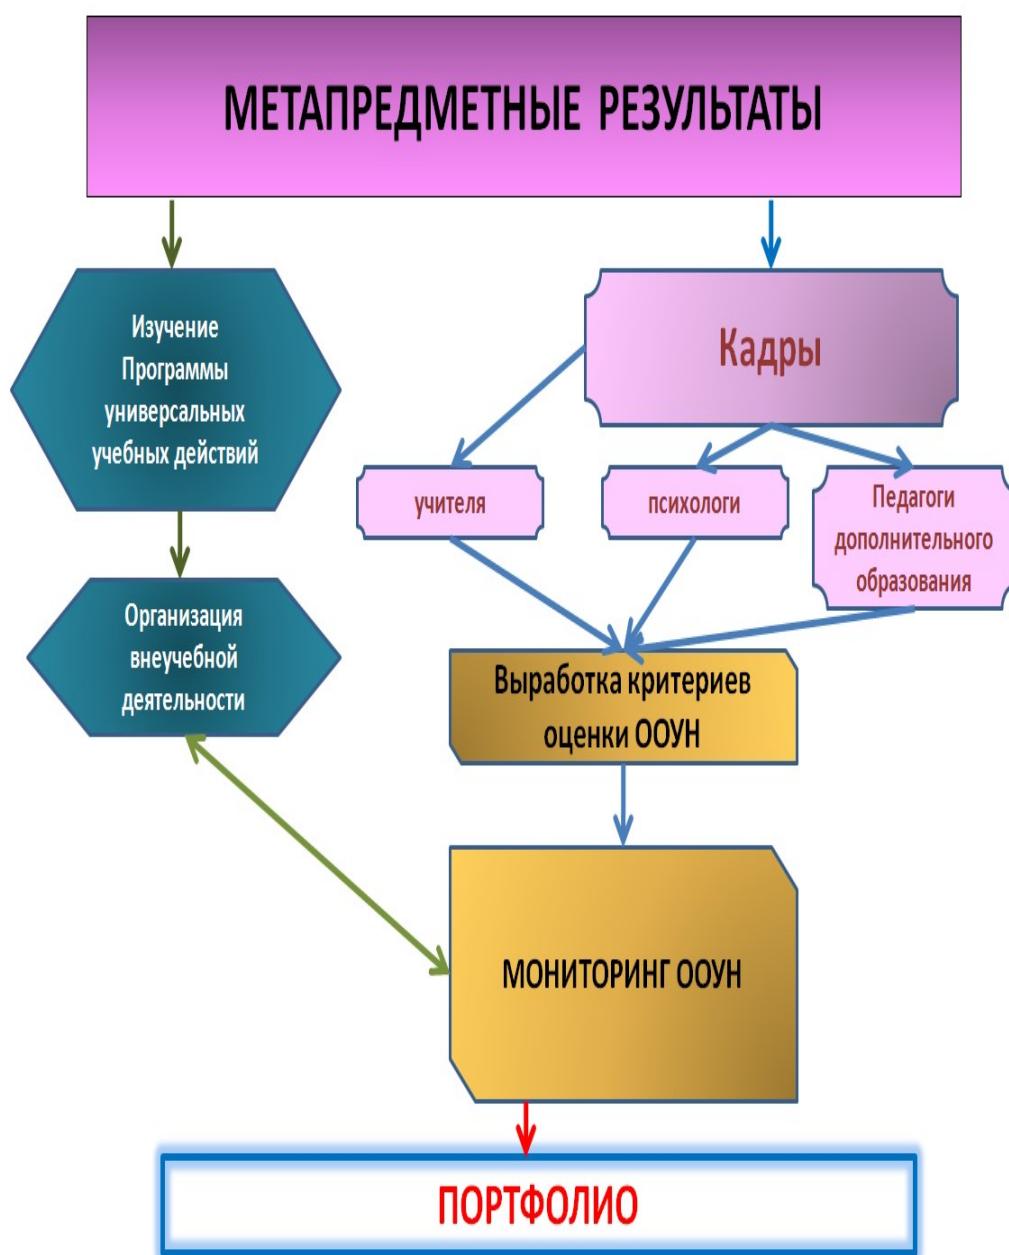 МЕТАПРЕДМЕТНЫЕ РЕЗУЛЬТАТЫ
Изучение
Программы
универсальных
учебных действий
Кадры
учителя
психологи
Педагоги
дополнительного
образования
Организация
внеучебной
деятельности
Выработка критериев
оценки ООУН
МОНИТОРИНГ ООУН
ПОРТФОЛИО